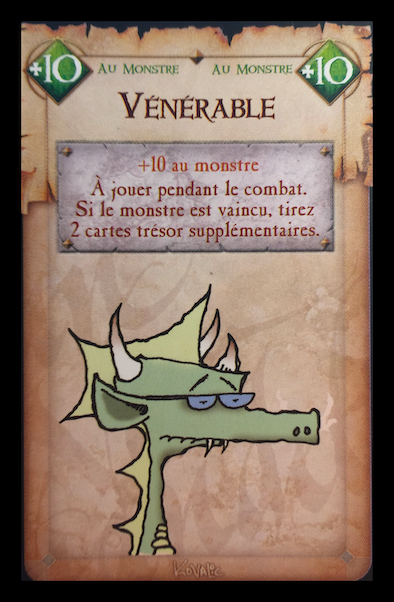 +10 Au Monstre Au Monstre +10
Vénérable
+10 au monstre
À jouer pendant le combat.
Si le monstre est vaincu, tirez
2 cartes trésor supplémentaires.
Kovalic